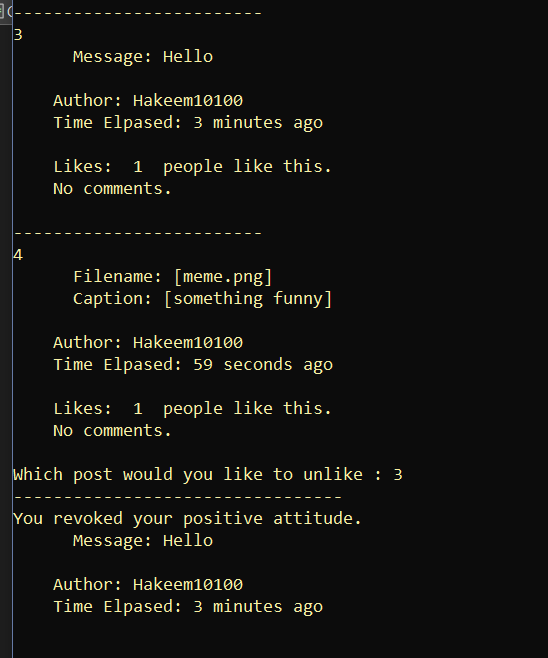 -------------------------
3
Message: Hello
Author: Hakeem10100
Time Elpased: 3 minutes ago
Likes:  1  people like this.
No comments.
-------------------------
4
Filename: [meme.png]
Caption: [something funny]
Author: Hakeem10100
Time Elpased: 59 seconds ago
Likes:  1  people like this.
No comments.
Which post would you like to unlike : 3
---------------------------------
You revoked your positive attitude.
Message: Hello
Author: Hakeem10100
Time Elpased: 3 minutes ago